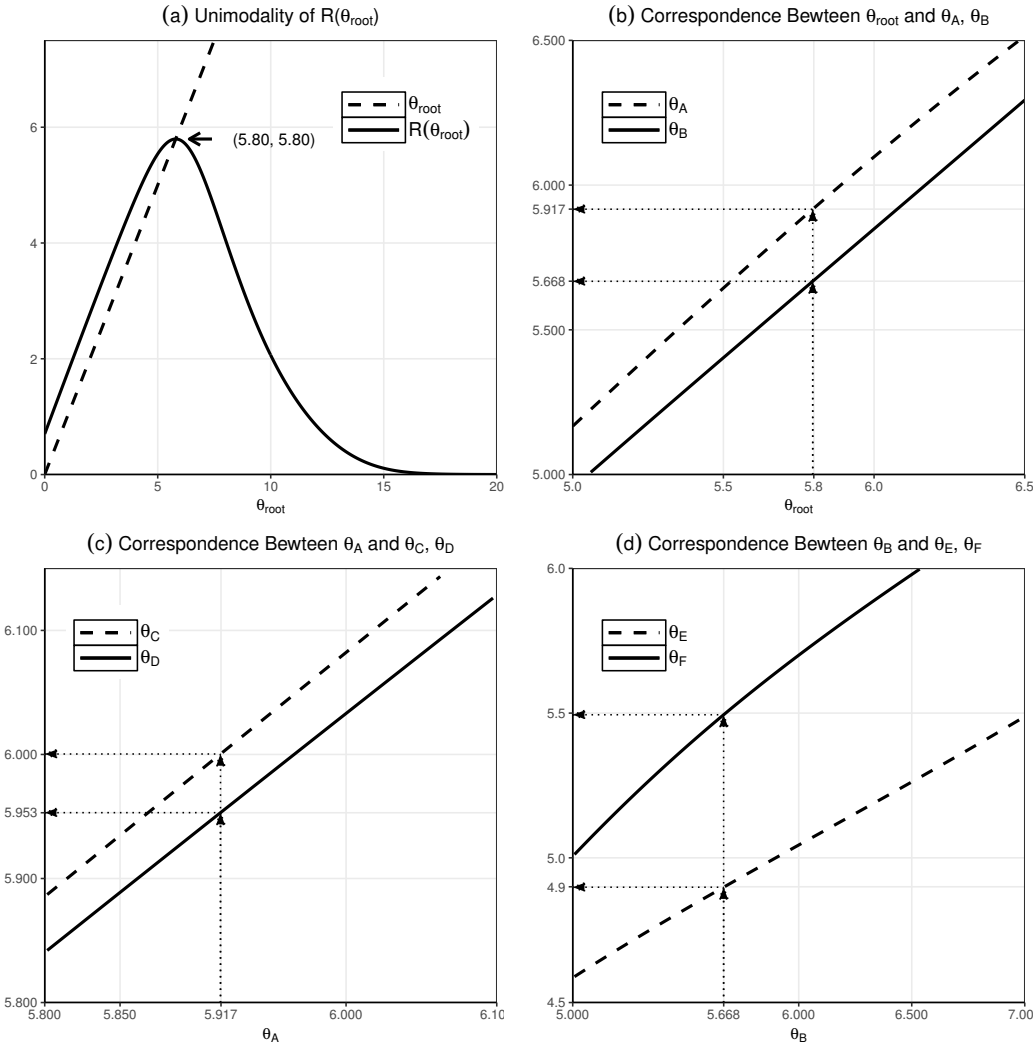 (a) Unimodality of R(θroot)
6
4
2
0
0
5
10
15
20
θroot
θroot
R(θroot)
(5.80, 5.80)
(b) Correspondence Bewteen θroot and θA, θB
6.500
6.000
5.917
5.668
5.500
5.000
5.0
5.5
5.8
6.0
6.5
θroot
θA
θB
(c) Correspondence Bewteen θA and θC, θD
6.100
6.000
5.953
5.900
5.800
5.800
5.850
5.917
6.000
6.10
θA
θC
θD
(d) Correspondence Bewteen θB and θE, θF
6.0
5.5
5.0
4.9
4.5
5.000
5.668
6.000
6.500
7.00
θB
θE
θF